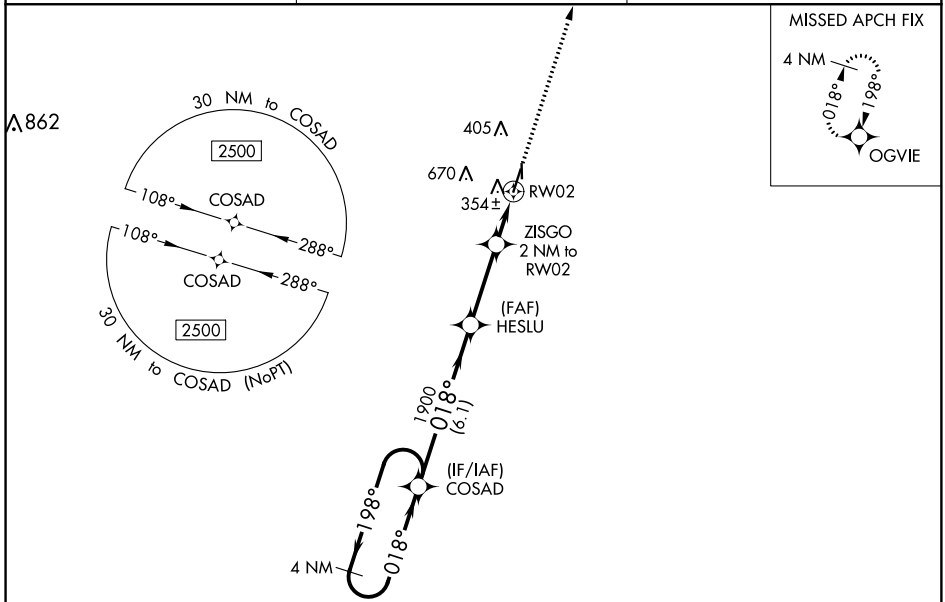 MISSED APCH FIX
4 NM
018°
198°
OGVIE
862
30 NM to COSAD
2500
COSAD
108°
288°
108°
288°
COSAD
2500
30 NM to COSAD (NoPT)
405
670
354±
RW02
ZISGO
2 NM to
RW02
(FAF)
HESLU
1900
018°
(6.1)
(IF/IAF)
COSAD
198°
018°
4 NM